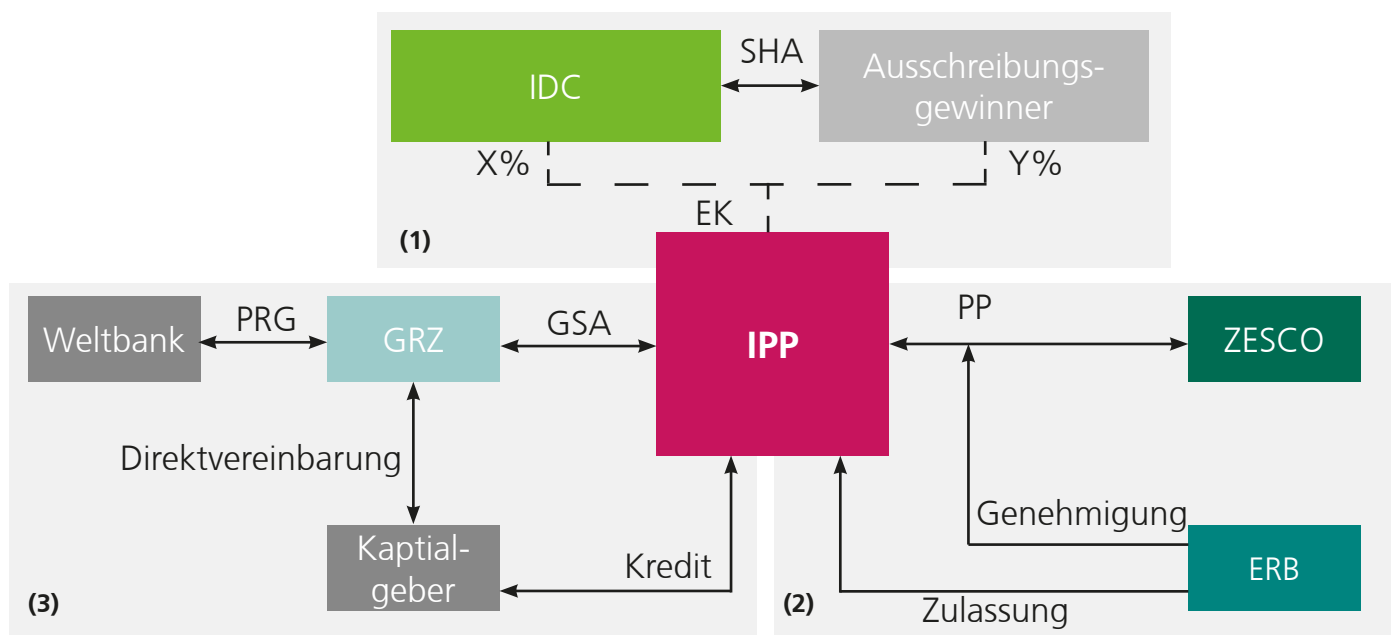 IDC
SHA
Ausschreibungs-
gewinner
X%
Y%
EK
(1)
Weltbank
PRG
GRZ
GSA
IPP
PP
ZESCO
Direktvereinbarung
Kaptial-
geber
Kredit
(3)
Genehmigung
ERB
Zulassung
(2)